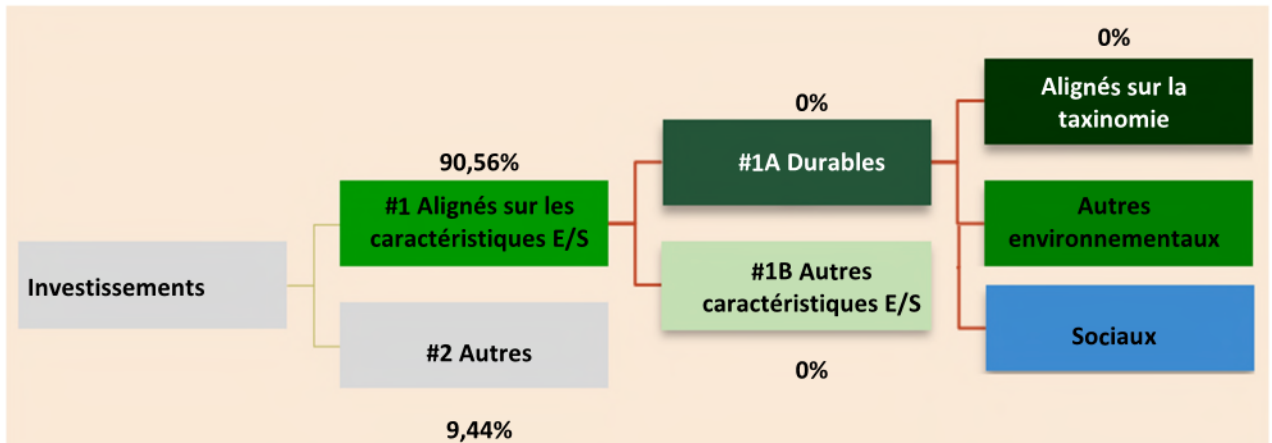 0%
Alignés sur la
taxinomie
0%
#1A Durables
90,56%
#1 Alignés sur les
caractéristiques E/S
Autres
environnementaux
Investissements
#1B Autres
caractéristiques E/S
#2 Autres
Sociaux
0%
9,44%